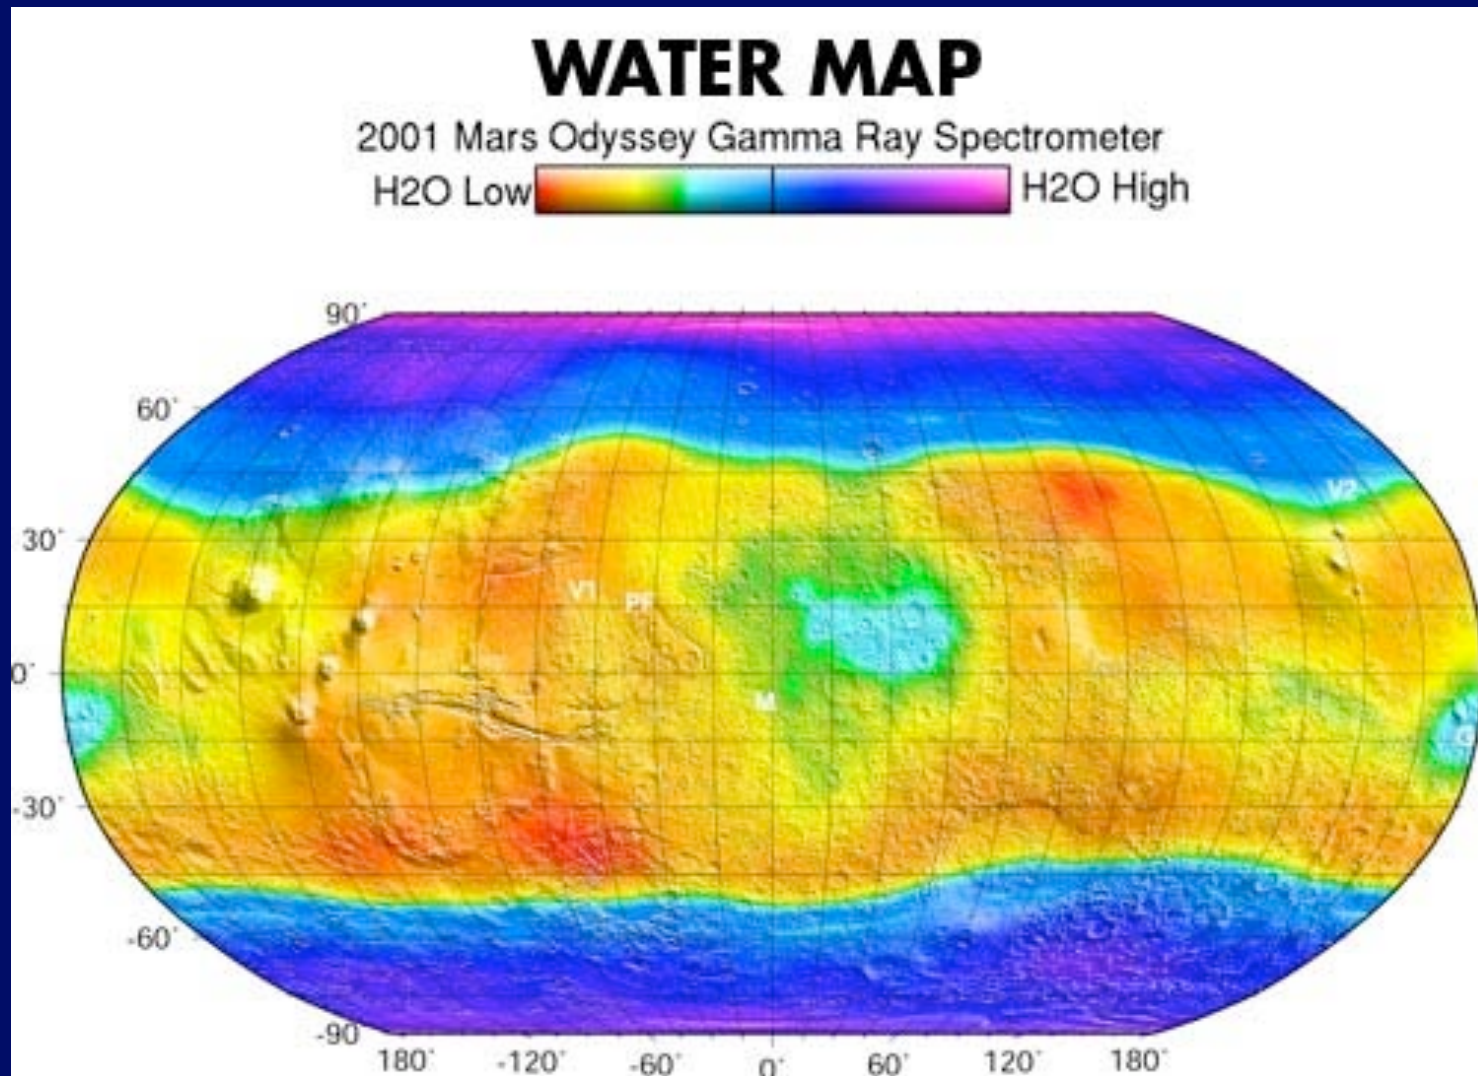 WATER MAP
2001 Mars Odyssey Gamma Ray Spectrometer
H2O Low H2O High
90°
60°
V2
30°
V1 PF
0°
M
G
-30°
-60°
-90
180° -120° -60° 0° 60° 120° 180°